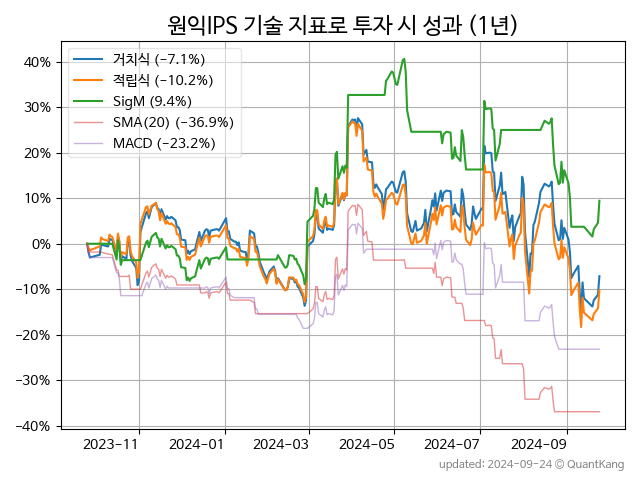 원익IPS 기술 지표로 투자 시 성과 (1년)
거치식 (−7.1%)
적립식 (−10.2%)
SigM (9.4%)
SMA(20) (−36.9%)
MACD (−23.2%)
40%
30%
20%
10%
0%
−10%
−20%
−30%
−40%
2023-11
2024-01
2024-03
2024-05
2024-07
2024-09
updated: 2024-09-24 © QuantKang